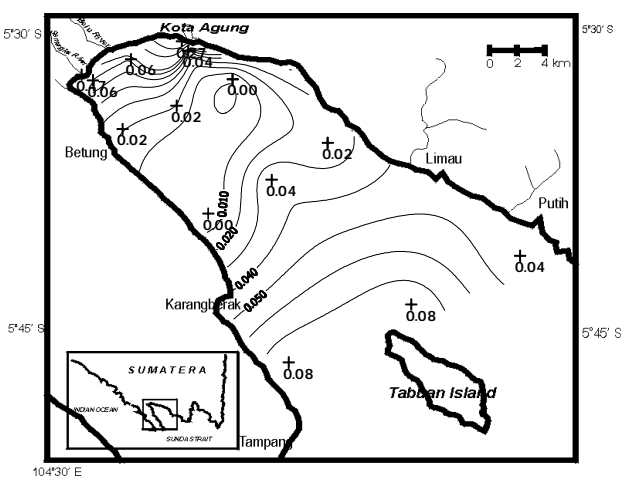 5°30' S
5°30' S
Kota Agung
0.04
0.06
0.06
0.00
0.02
0.02
0.02
0.04
0.00
0.010
0.020
0.040
0.050
0.04
0.08
0.08
0 2 4 km
Betung
Limau
Putih
Karangberak
5°45' S
5°45' S
Tabuan Island
Tampang
SUMATERA
INDIAN OCEAN
SUNDA STRAIT
104°30' E